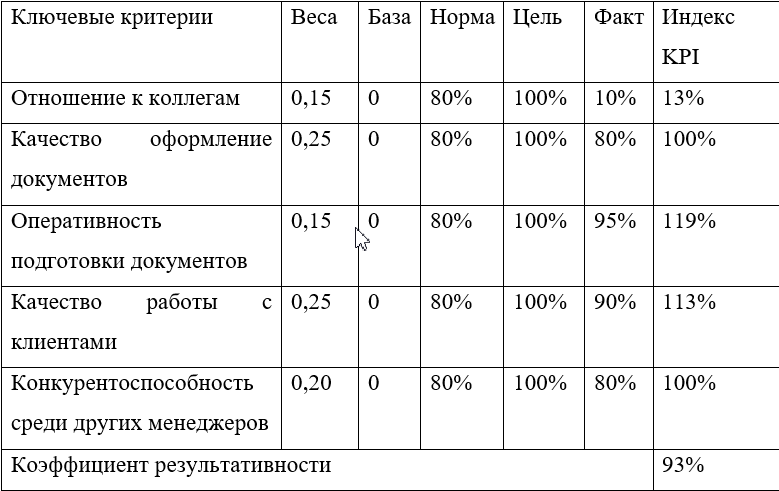 Ключевые критерии Веса База Норма Цель Факт Индекс
KPI
Отношение к коллегам 0,15 0 80% 100% 10% 13%
Качество оформление 0,25 0 80% 100% 80% 100%
документов
Оперативность 0,15 0 80% 100% 95% 119%
подготовки документов
Качество работы с 0,25 0 80% 100% 90% 113%
клиентами
Конкурентоспособность 0,20 0 80% 100% 80% 100%
среди других менеджеров
Коэффициент результативности 93%